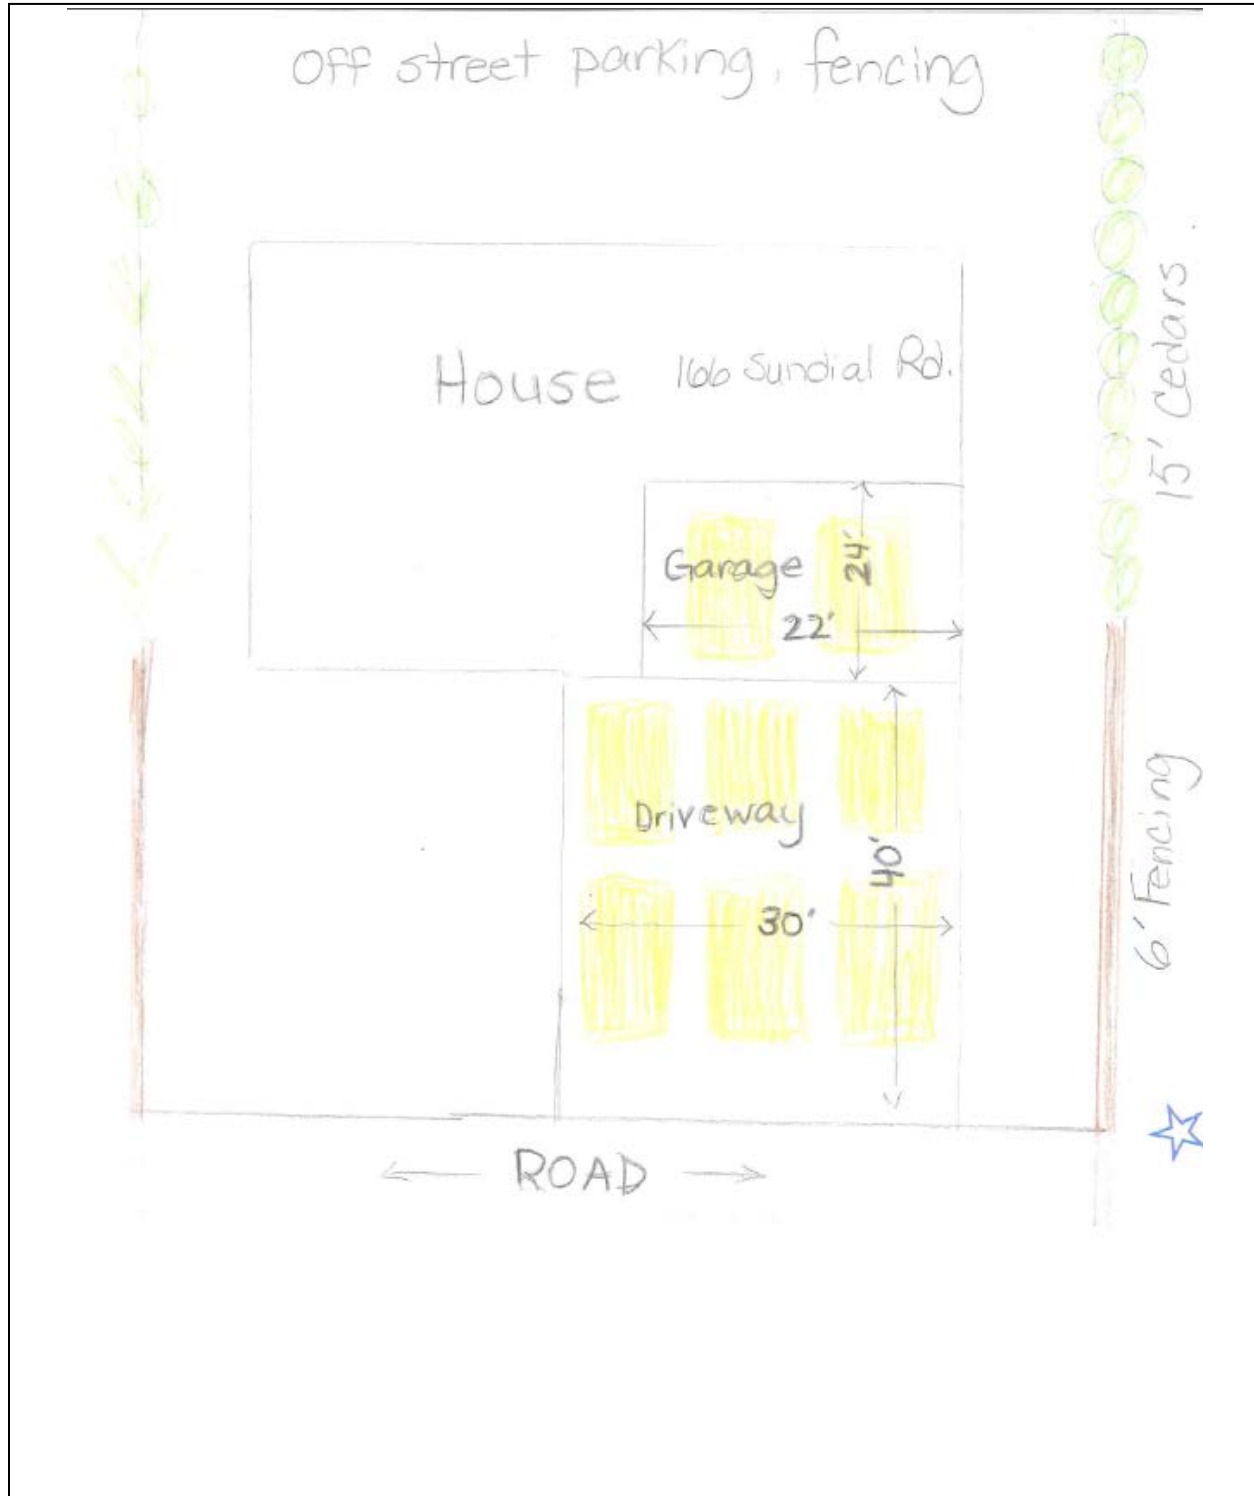 Off street parking, fencing
House 166 Sundial Rd.
15' Cedars
Garage
24'
22'
Driveway
40'
30'
6' Fencing
ROAD